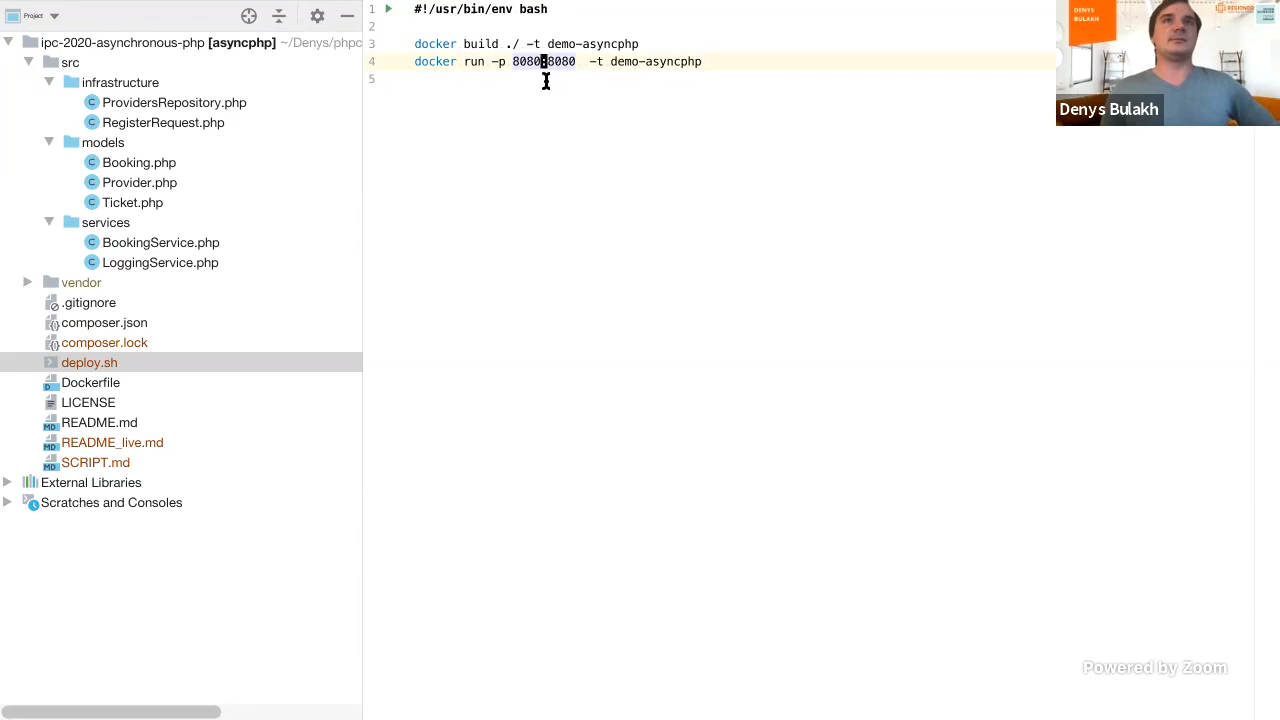 Project
ipc-2020-asynchronous-php [asyncphp] ~/Denys/phpc
src
infrastructure
ProvidersRepository.php
RegisterRequest.php
models
Booking.php
Provider.php
Ticket.php
services
BookingService.php
LoggingService.php
vendor
.gitignore
composer.json
composer.lock
deploy.sh
Dockerfile
LICENSE
README.md
README_live.md
SCRIPT.md
External Libraries
Scratches and Consoles
1 #!/usr/bin/env bash
2
3 docker build ./ -t demo-asyncphp
4 docker run -p 8080:8080  -t demo-asyncphp
5
DENYS
BULAKH
Denys Bulakh
Powered by Zoom